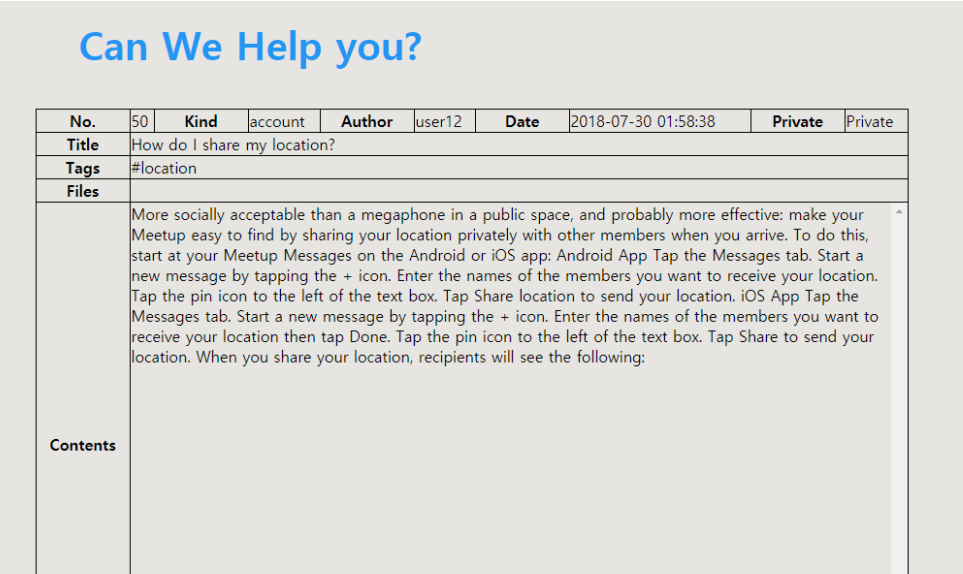 Can We Help you?
No. 50 Kind account Author user12 Date 2018-07-30 01:58:38 Private Private
Title How do I share my location?
Tags #location
Files
More socially acceptable than a megaphone in a public space, and probably more effective: make your
Meetup easy to find by sharing your location privately with other members when you arrive. To do this,
start at your Meetup Messages on the Android or iOS app: Android App Tap the Messages tab. Start a
new message by tapping the + icon. Enter the names of the members you want to receive your location.
Tap the pin icon to the left of the text box. Tap Share location to send your location. iOS App Tap the
Messages tab. Start a new message by tapping the + icon. Enter the names of the members you want to
receive your location then tap Done. Tap the pin icon to the left of the text box. Tap Share to send your
location. When you share your location, recipients will see the following:
Contents